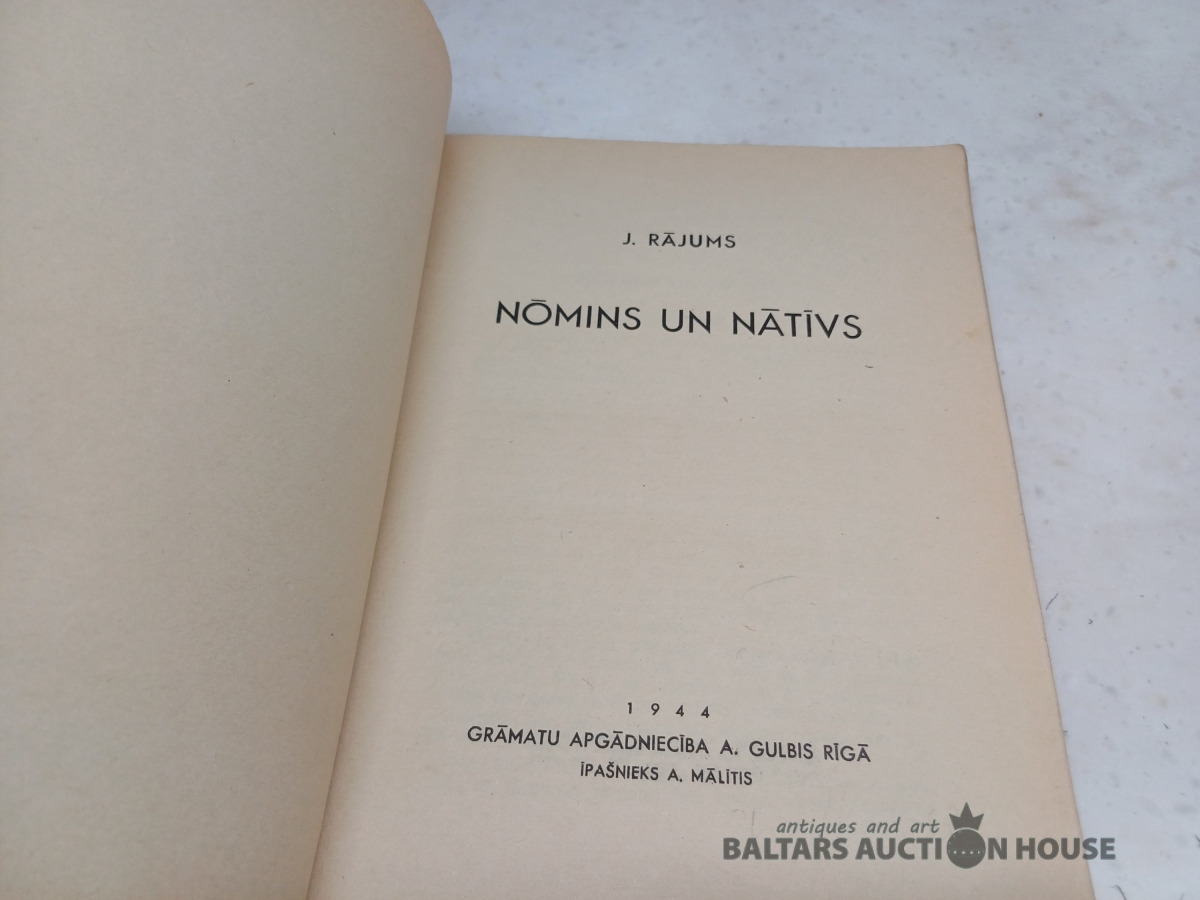 J. RĀJUMS
NŌMINS UN NĀTĪVS
1944
GRĀMATU APGĀDNIECĪBA A. GULBIS RĪGĀ
ĪPAŠNIEKS A. MĀLĪTIS
antiques and art
BALTARS AUCTION HOUSE